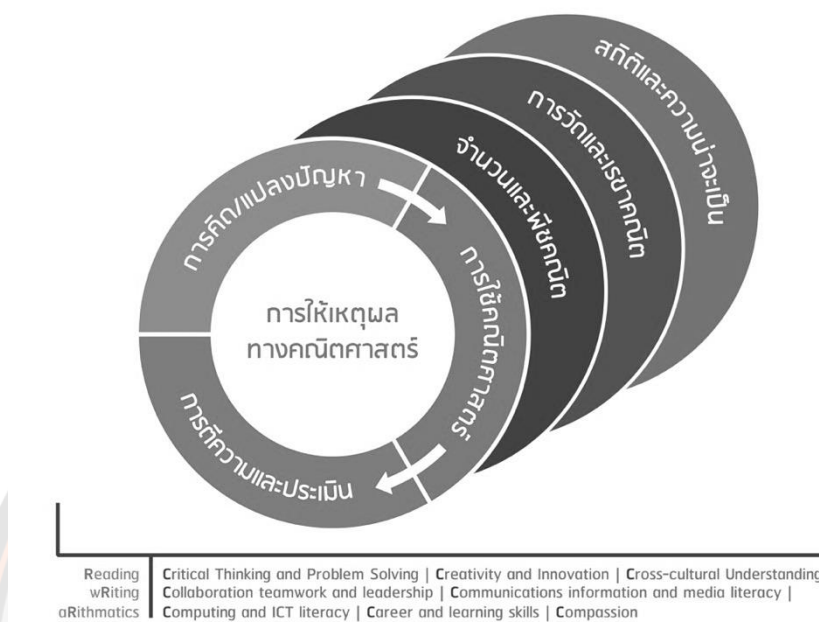 สถิติและความน่าจะเป็น
การวัดและเรขาคณิต
จำนวนและพีชคณิต
การคิด/แปลงปัญหา
การใช้คณิตศาสตร์
การให้เหตุผล
ทางคณิตศาสตร์
การตีความและประเมิน
Reading
Critical Thinking and Problem Solving | Creativity and Innovation | Cross-cultural Understanding
wRiting
Collaboration teamwork and leadership | Communications information and media literacy |
aRithmatics
Computing and ICT literacy | Career and learning skills | Compassion